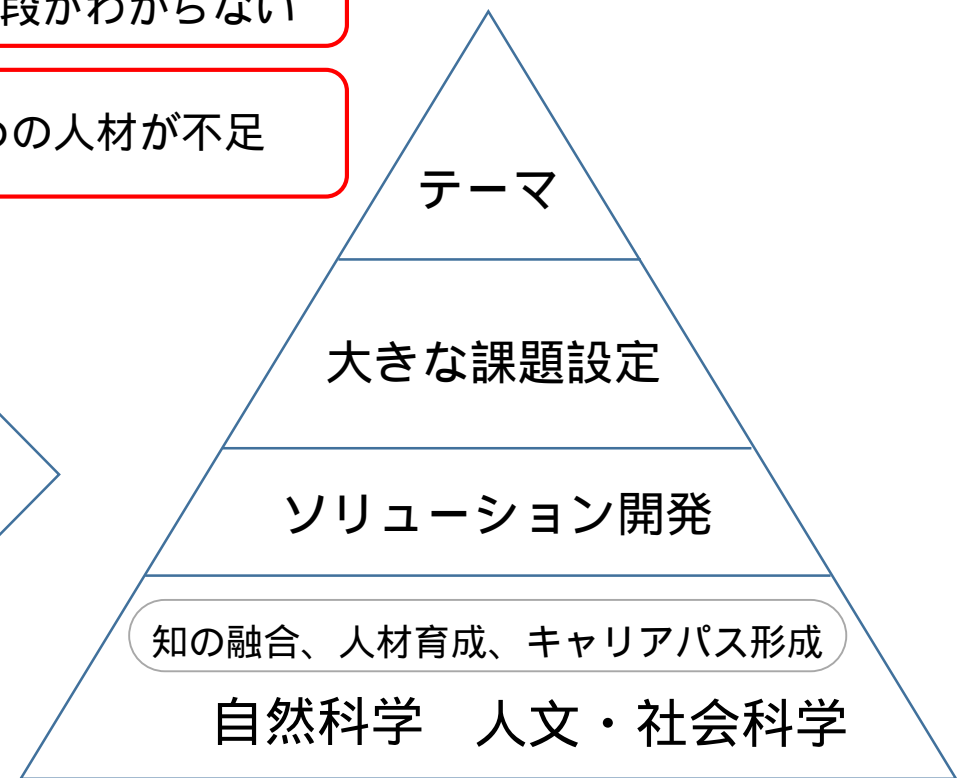 段がわからない
の人材が不足
テーマ
大きな課題設定
ソリューション開発
知の融合、人材育成、キャリアパス形成
自然科学　人文・社会科学